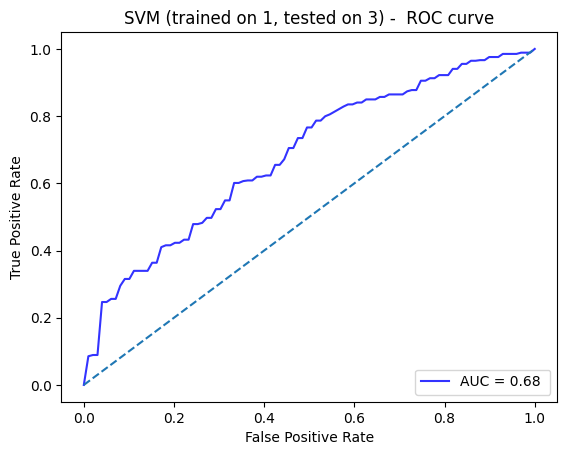 SVM (trained on 1, tested on 3) -  ROC curve
True Positive Rate
1.0
0.8
0.6
0.4
0.2
0.0
AUC = 0.68
0.0 0.2 0.4 0.6 0.8 1.0
False Positive Rate